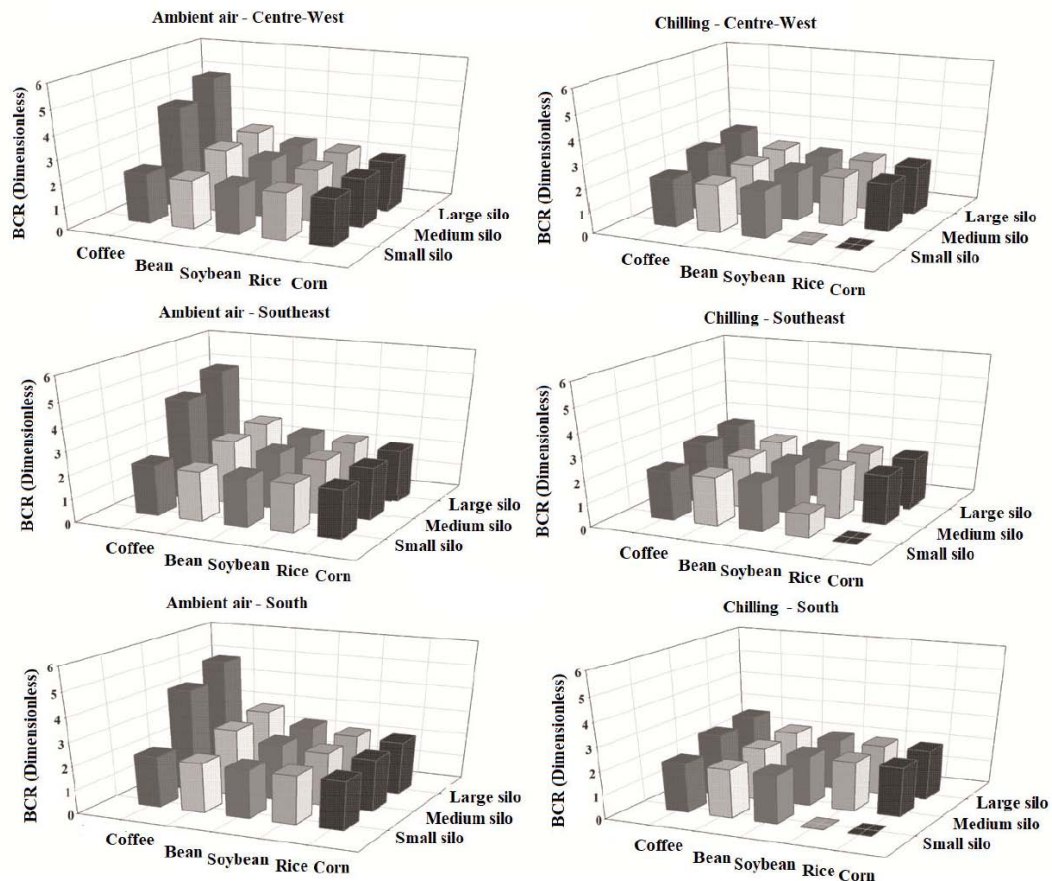 Ambient air - Centre-West
BCR (Dimensionless)
6
5
4
3
2
1
0
Coffee
Bean
Soybean
Rice
Corn
Large silo
Medium silo
Small silo
Chilling - Centre-West
BCR (Dimensionless)
6
5
4
3
2
1
0
Coffee
Bean
Soybean
Rice
Corn
Large silo
Medium silo
Small silo
Ambient air - Southeast
BCR (Dimensionless)
6
5
4
3
2
1
0
Coffee
Bean
Soybean
Rice
Corn
Large silo
Medium silo
Small silo
Chilling - Southeast
BCR (Dimensionless)
6
5
4
3
2
1
0
Coffee
Bean
Soybean
Rice
Corn
Large silo
Medium silo
Small silo
Ambient air - South
BCR (Dimensionless)
6
5
4
3
2
1
0
Coffee
Bean
Soybean
Rice
Corn
Large silo
Medium silo
Small silo
Chilling - South
BCR (Dimensionless)
6
5
4
3
2
1
0
Coffee
Bean
Soybean
Rice
Corn
Large silo
Medium silo
Small silo